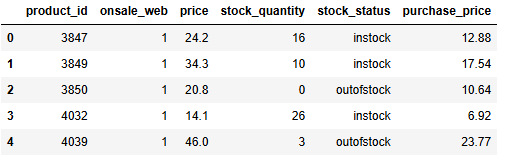 product_id onsale_web price stock_quantity stock_status purchase_price
0 3847 1 24.2 16 instock 12.88
1 3849 1 34.3 10 instock 17.54
2 3850 1 20.8 0 outofstock 10.64
3 4032 1 14.1 26 instock 6.92
4 4039 1 46.0 3 outofstock 23.77